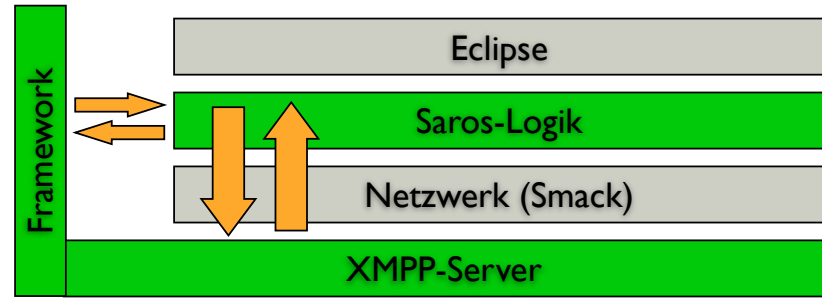 Framework
Eclipse
Saros-Logik
Netzwerk (Smack)
XMPP-Server